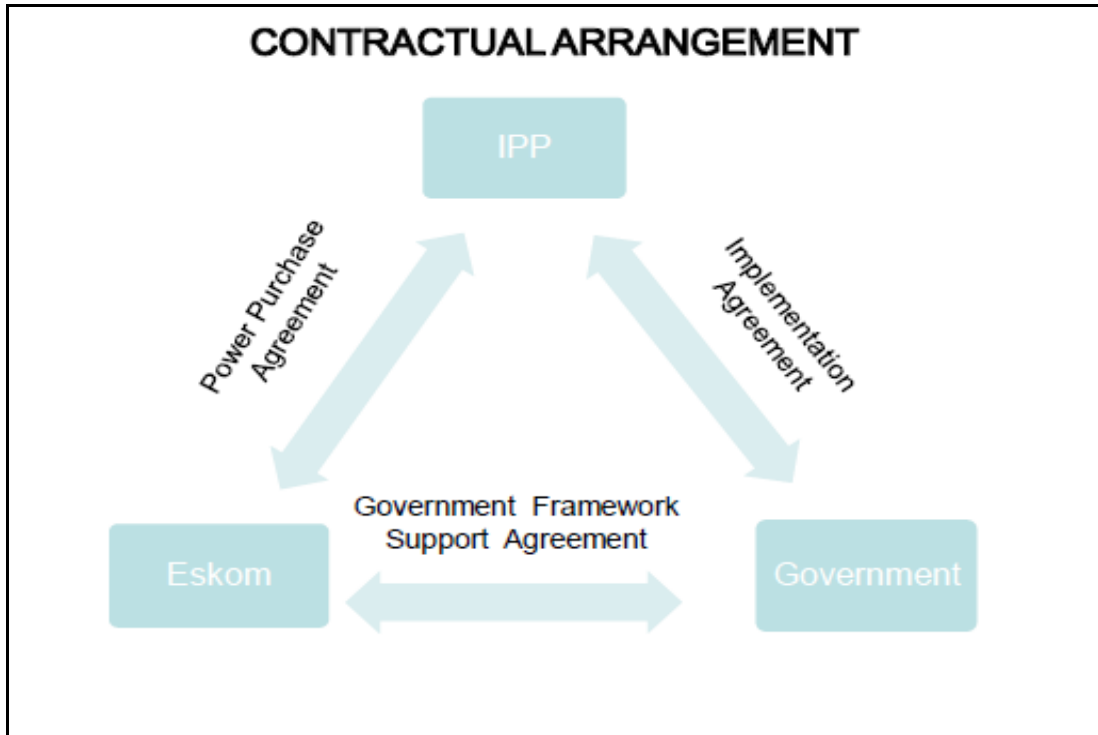 CONTRACTUAL ARRANGEMENT
IPP
Power Purchase
Agreement
Implementation
Agreement
Government Framework
Support Agreement
Eskom
Government